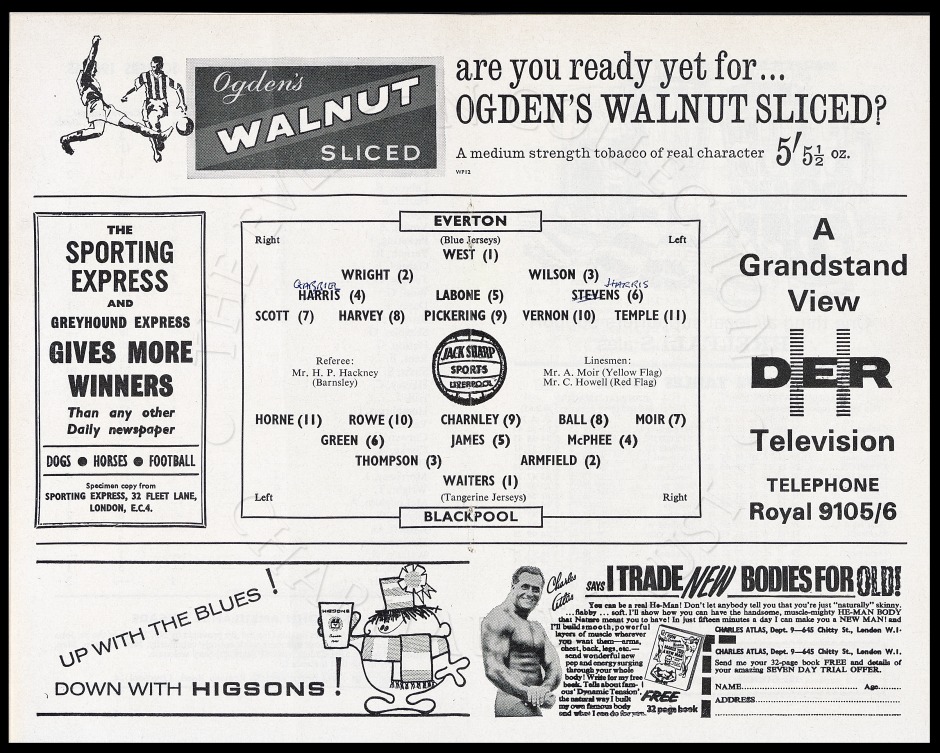 Ogden's
WALNUT
SLICED
are you ready yet for...
OGDEN'S WALNUT SLICED?
A medium strength tobacco of real character 5/5½ oz.
WP12
THE
SPORTING
EXPRESS
AND
GREYHOUND EXPRESS
GIVES MORE
WINNERS
Than any other
Daily newspaper
DOGS ● HORSES ● FOOTBALL
Specimen copy from
SPORTING EXPRESS, 32 FLEET LANE,
LONDON, E.C.4.
EVERTON
Right (Blue Jerseys) Left
WEST (1)
WRIGHT (2) WILSON (3)
GABRIEL HARRIS
HARRIS (4) LABONE (5) STEVENS (6)
SCOTT (7) HARVEY (8) PICKERING (9) VERNON (10) TEMPLE (11)
JACK SHARP
SPORTS
LIVERPOOL
Referee:
Mr. H. P. Hackney
(Barnsley)
Linesmen:
Mr. A. Moir (Yellow Flag)
Mr. C. Howell (Red Flag)
HORNE (11) ROWE (10) CHARNLEY (9) BALL (8) MOIR (7)
GREEN (6) JAMES (5) McPHEE (4)
THOMPSON (3) ARMFIELD (2)
WAITERS (1)
Left (Tangerine Jerseys) Right
BLACKPOOL
A
Grandstand
View
DER
Television
TELEPHONE
Royal 9105/6
UP WITH THE BLUES!
HIGSONS
DOWN WITH HIGSONS!
Charles
Atlas
SAYS I TRADE NEW BODIES FOR OLD!
You can be a real He-Man! Don't let anybody tell you that you're just "naturally" skinny,
...flabby ... soft. I'll show how you can have the handsome, muscle-mighty HE-MAN BODY
that Nature meant you to have! In just fifteen minutes a day I can make you a NEW MAN! and
I'll build smooth, powerful
layers of muscle wherever
you want them—arms,
chest, back, legs, etc.—
send wonderful new
pep and energy surging
through your whole
body! Write for my free
book. Tells about fam-
ous 'Dynamic Tension',
the natural way I built
my own famous body
and what I can do for you.
FREE
32 page book
CHARLES ATLAS, Dept. 9—645 Chitty St., London W.1.
CHARLES ATLAS, Dept. 9—645 Chitty St., London W.1.
Send me your 32-page book FREE and details of
your amazing SEVEN DAY TRIAL OFFER.
NAME.................... Age......
ADDRESS....................